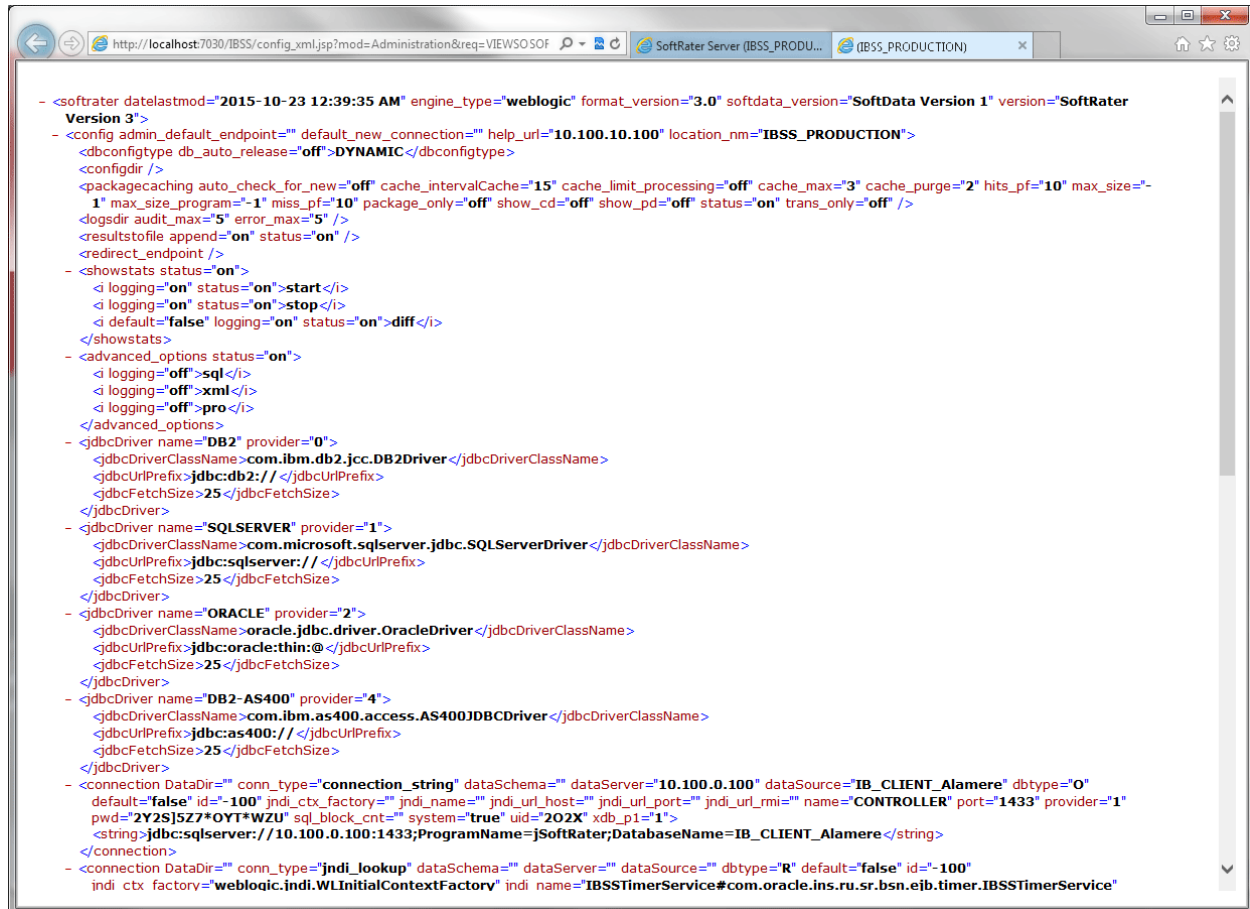 http://localhost:7030/IBSS/config_xml.jsp?mod=Administration&req=VIEWSOSOF
SoftRater Server (IBSS_PRODU...
(IBSS_PRODUCTION)
- <softrater datelastmod="2015-10-23 12:39:35 AM" engine_type="weblogic" format_version="3.0" softdata_version="SoftData Version 1" version="SoftRater
Version 3">
- <config admin_default_endpoint="" default_new_connection="" help_url="10.100.10.100" location_nm="IBSS_PRODUCTION">
<dbconfigtype db_auto_release="off">DYNAMIC</dbconfigtype>
<configdir />
<packagecaching auto_check_for_new="off" cache_intervalCache="15" cache_limit_processing="off" cache_max="3" cache_purge="2" hits_pf="10" max_size="-
1" max_size_program="-1" miss_pf="10" package_only="off" show_cd="off" show_pd="off" status="on" trans_only="off" />
<logsdir audit_max="5" error_max="5" />
<resultstofile append="on" status="on" />
<redirect_endpoint />
- <showstats status="on">
<i logging="on" status="on">start</i>
<i logging="on" status="on">stop</i>
<i default="false" logging="on" status="on">diff</i>
</showstats>
- <advanced_options status="on">
<i logging="off">sql</i>
<i logging="off">xml</i>
<i logging="off">pro</i>
</advanced_options>
- <jdbcDriver name="DB2" provider="0">
<jdbcDriverClassName>com.ibm.db2.jcc.DB2Driver</jdbcDriverClassName>
<jdbcUrlPrefix>jdbc:db2://</jdbcUrlPrefix>
<jdbcFetchSize>25</jdbcFetchSize>
</jdbcDriver>
- <jdbcDriver name="SQLSERVER" provider="1">
<jdbcDriverClassName>com.microsoft.sqlserver.jdbc.SQLServerDriver</jdbcDriverClassName>
<jdbcUrlPrefix>jdbc:sqlserver://</jdbcUrlPrefix>
<jdbcFetchSize>25</jdbcFetchSize>
</jdbcDriver>
- <jdbcDriver name="ORACLE" provider="2">
<jdbcDriverClassName>oracle.jdbc.driver.OracleDriver</jdbcDriverClassName>
<jdbcUrlPrefix>jdbc:oracle:thin:@</jdbcUrlPrefix>
<jdbcFetchSize>25</jdbcFetchSize>
</jdbcDriver>
- <jdbcDriver name="DB2-AS400" provider="4">
<jdbcDriverClassName>com.ibm.as400.access.AS400JDBCDriver</jdbcDriverClassName>
<jdbcUrlPrefix>jdbc:as400://</jdbcUrlPrefix>
<jdbcFetchSize>25</jdbcFetchSize>
</jdbcDriver>
- <connection DataDir="" conn_type="connection_string" dataSchema="" dataServer="10.100.0.100" dataSource="IB_CLIENT_Alamere" dbtype="O"
default="false" id="-100" jndi_ctx_factory="" jndi_name="" jndi_url_host="" jndi_url_port="" jndi_url_rmi="" name="CONTROLLER" port="1433" provider="1"
pwd="2Y2S]5Z7*OYT*WZU" sql_block_cnt="" system="true" uid="2O2X" xdb_p1="1">
<string>jdbc:sqlserver://10.100.0.100:1433;ProgramName=jSoftRater;DatabaseName=IB_CLIENT_Alamere</string>
</connection>
- <connection DataDir="" conn_type="jndi_lookup" dataSchema="" dataServer="" dataSource="" dbtype="R" default="false" id="-100"
jndi_ctx_factory="weblogic.jndi.WLInitialContextFactory" jndi_name="IBSSTimerService#com.oracle.ins.ru.sr.bsn.ejb.timer.IBSSTimerService"